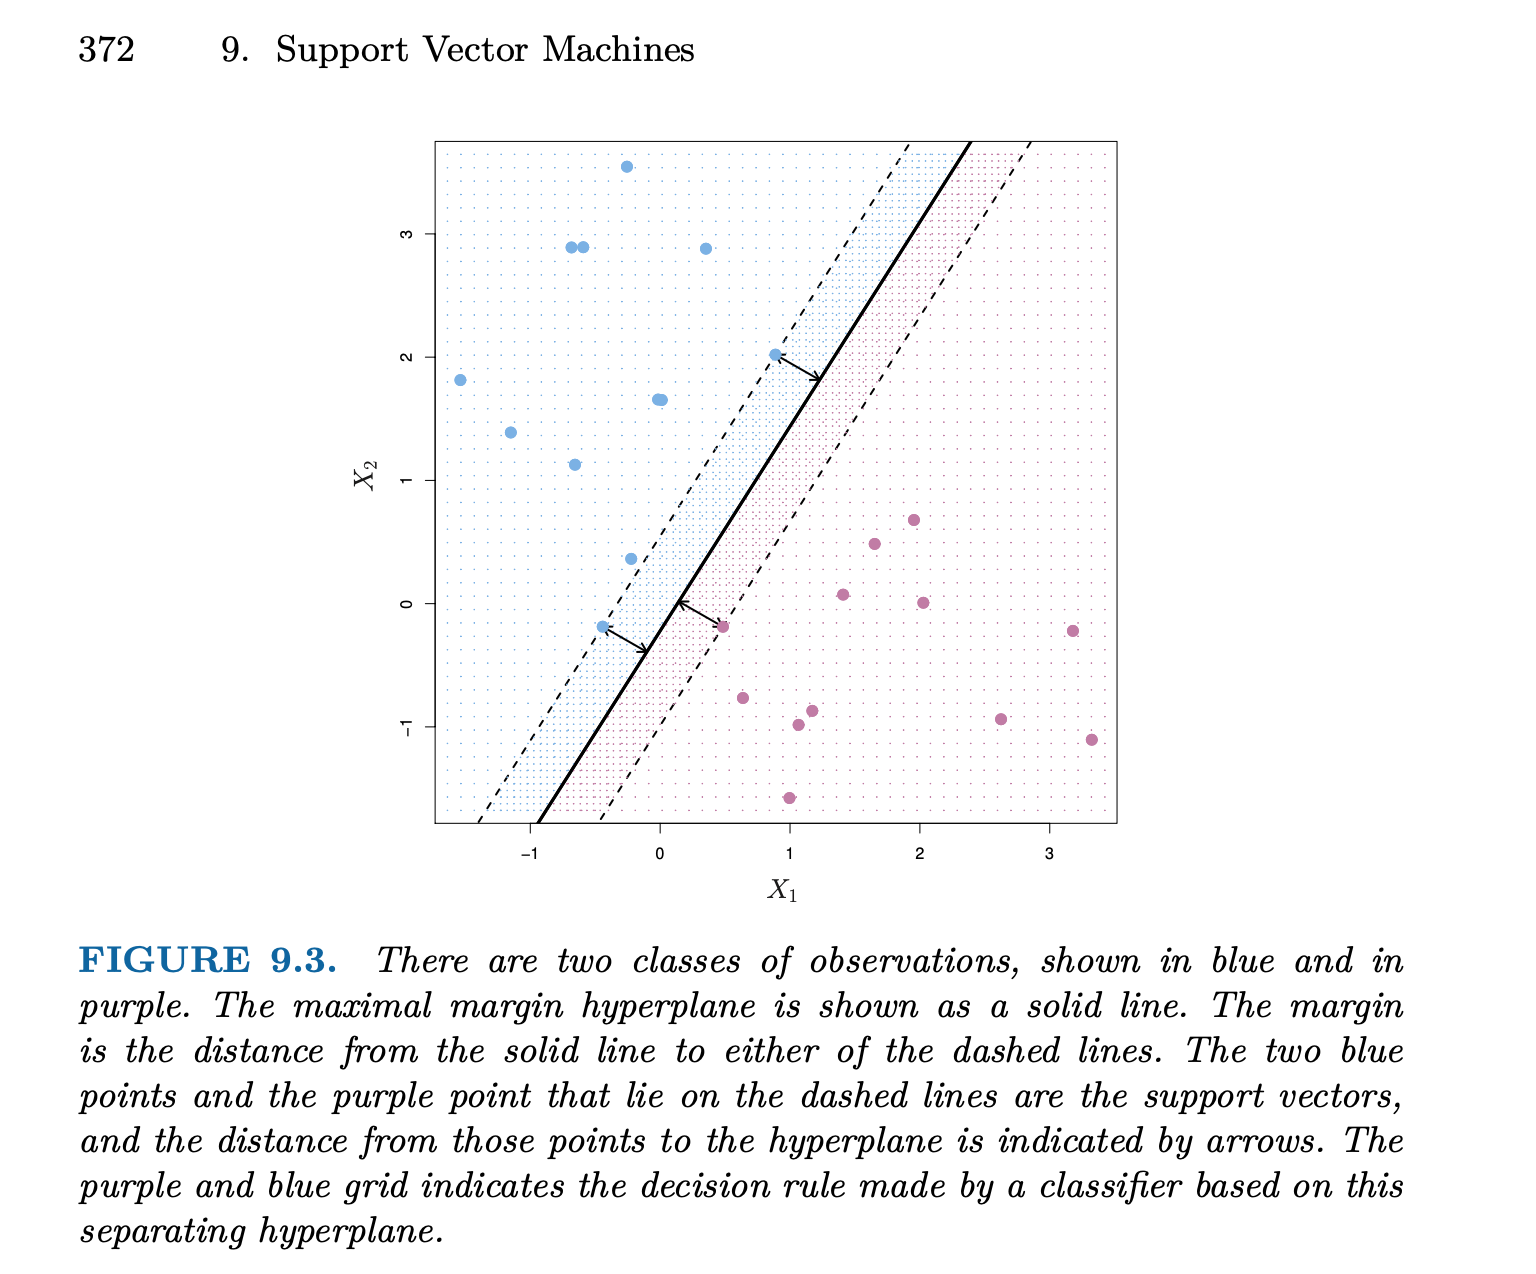 372 9. Support Vector Machines
3
2
1
0
−1
X₂
−1 0 1 2 3
X₁
FIGURE 9.3. There are two classes of observations, shown in blue and in
purple. The maximal margin hyperplane is shown as a solid line. The margin
is the distance from the solid line to either of the dashed lines. The two blue
points and the purple point that lie on the dashed lines are the support vectors,
and the distance from those points to the hyperplane is indicated by arrows. The
purple and blue grid indicates the decision rule made by a classifier based on this
separating hyperplane.